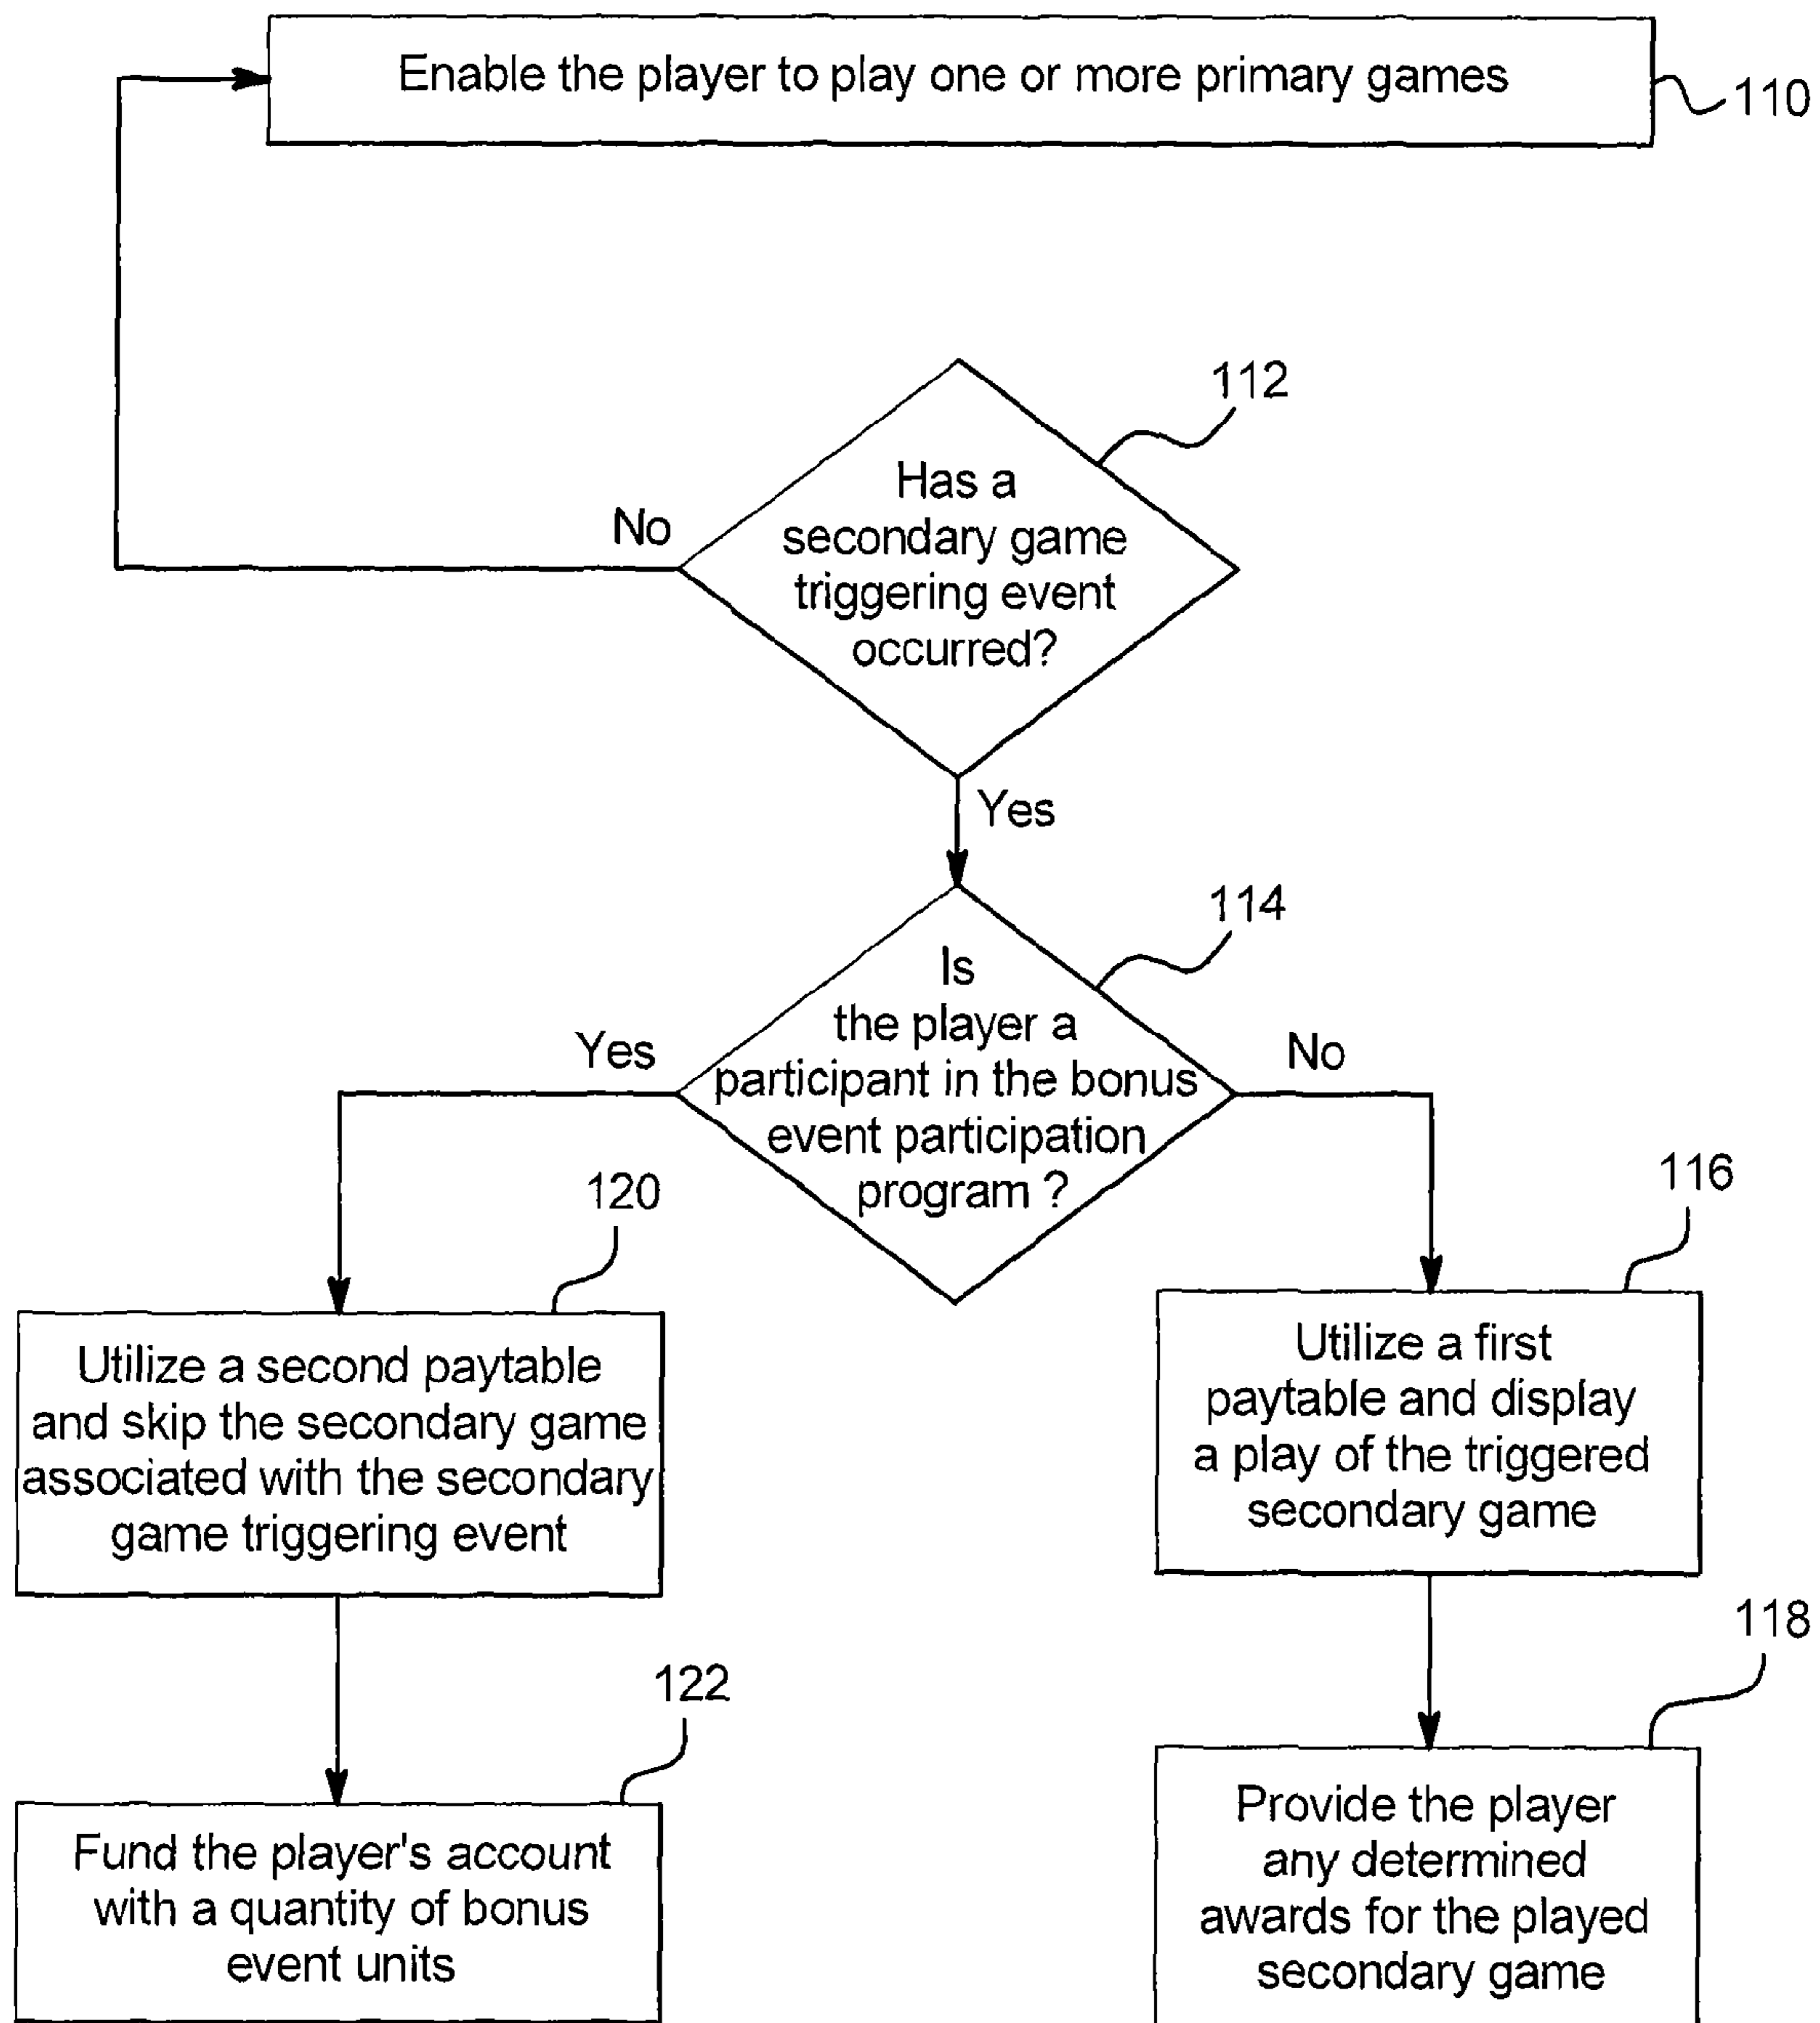 Enable the player to play one or more primary games
110
112
Has a
secondary game
triggering event
occurred?
No
Yes
114
Is
the player a
participant in the bonus
event participation
program ?
Yes
No
120
Utilize a second paytable
and skip the secondary game
associated with the secondary
game triggering event
116
Utilize a first
paytable and display
a play of the triggered
secondary game
122
Fund the player's account
with a quantity of bonus
event units
118
Provide the player
any determined
awards for the played
secondary game